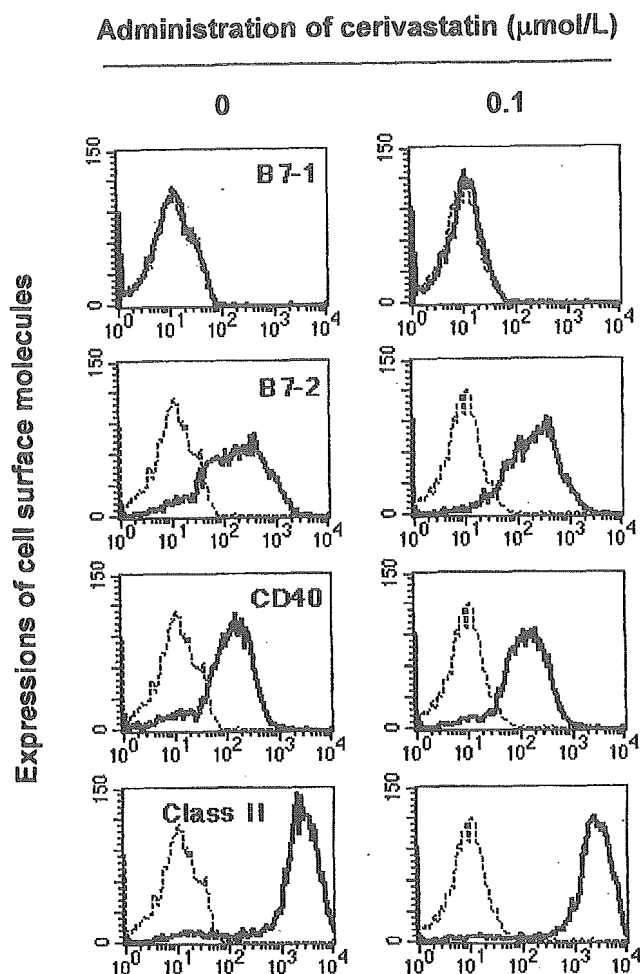 Administration of cerivastatin (µmol/L)
0 0.1
Expressions of cell surface molecules
150 B7-1 150
0 0
10^0 10^1 10^2 10^3 10^4 10^0 10^1 10^2 10^3 10^4
150 B7-2 150
0 0
10^0 10^1 10^2 10^3 10^4 10^0 10^1 10^2 10^3 10^4
150 CD40 150
0 0
10^0 10^1 10^2 10^3 10^4 10^0 10^1 10^2 10^3 10^4
150 Class II 150
0 0
10^0 10^1 10^2 10^3 10^4 10^0 10^1 10^2 10^3 10^4